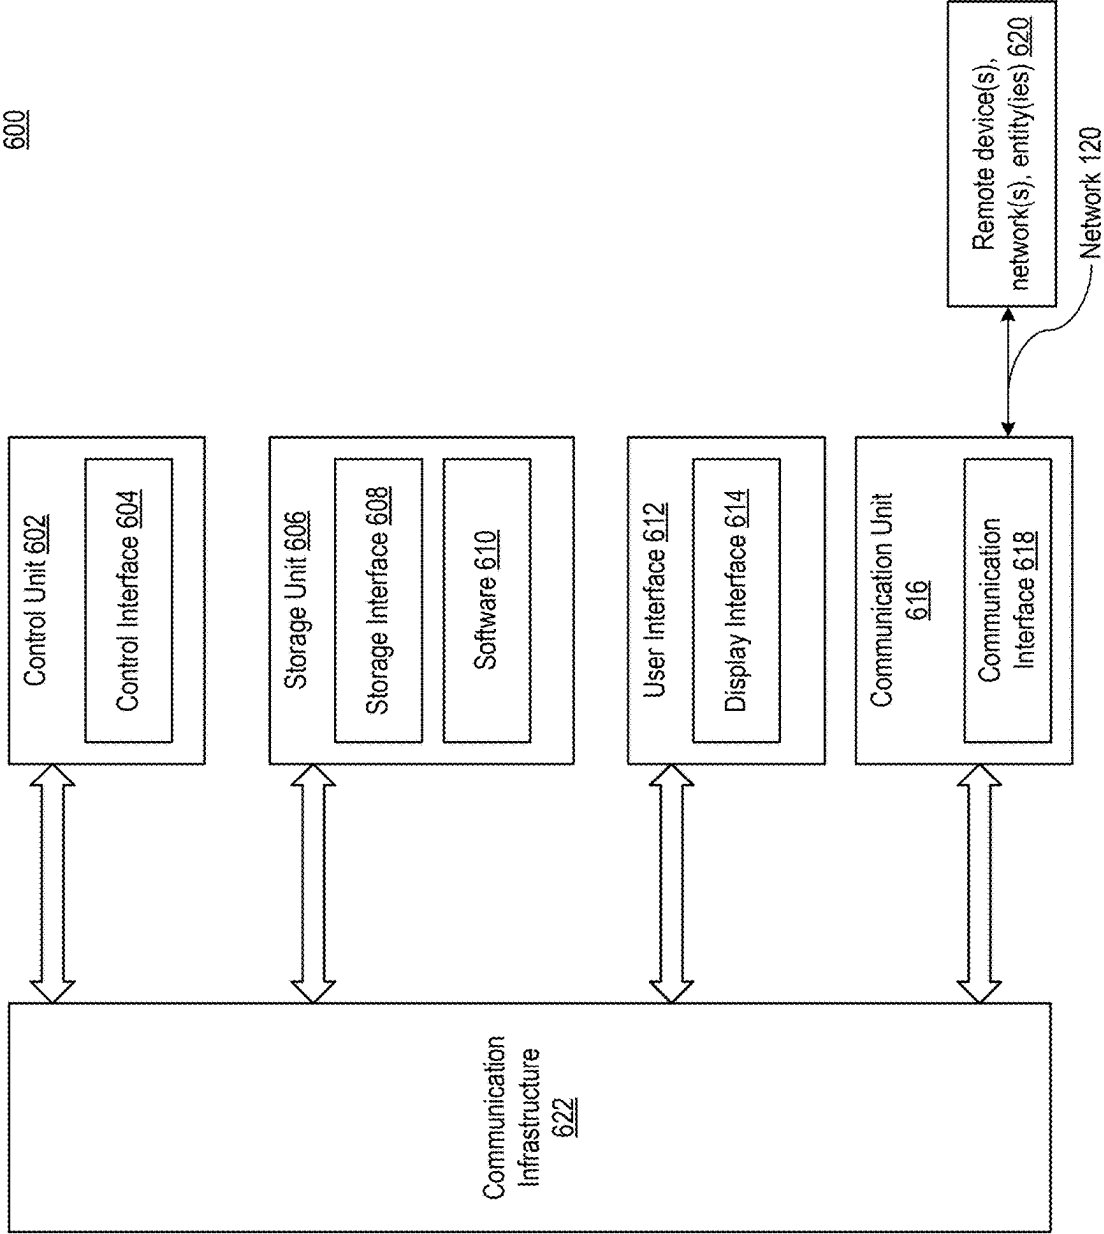 600
Control Unit 602
Control Interface 604
Storage Unit 606
Storage Interface 608
Software 610
User Interface 612
Display Interface 614
Communication Unit
616
Communication
Interface 618
Remote device(s),
network(s), entity(ies) 620
Network 120
Communication
Infrastructure
622